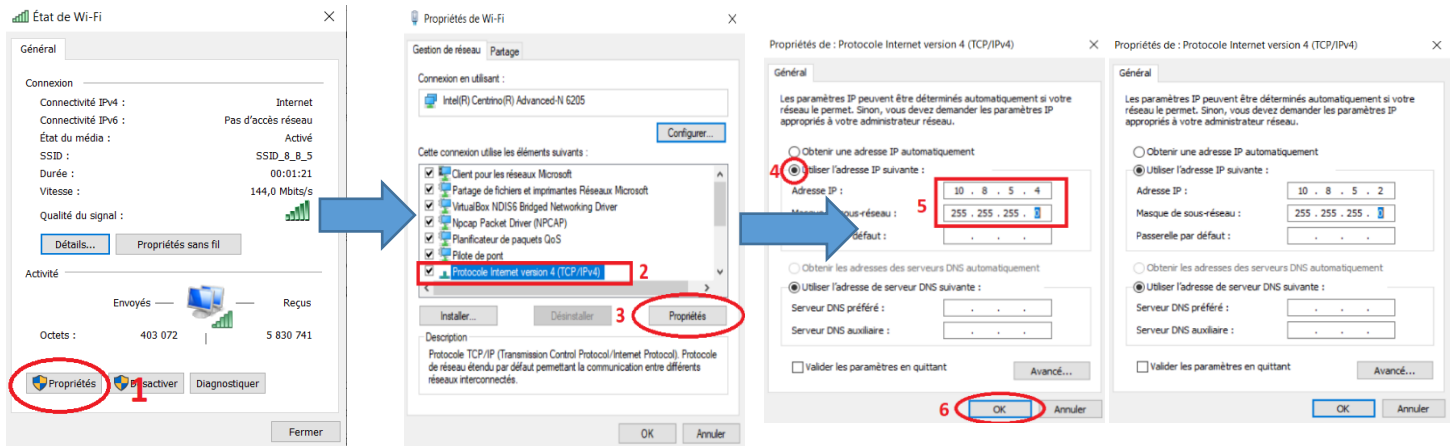 État de Wi-Fi
Général
Connexion
Connectivité IPv4 : Internet
Connectivité IPv6 : Pas d'accès réseau
État du média : Activé
SSID : SSID_8_B_5
Durée : 00:01:21
Vitesse : 144,0 Mbits/s
Qualité du signal :
Détails... Propriétés sans fil
Activité
Envoyés Reçus
Octets : 403 072 5 830 741
Propriétés Désactiver Diagnostiquer
1
Fermer
Propriétés de Wi-Fi
Gestion de réseau Partage
Connexion en utilisant :
Intel(R) Centrino(R) Advanced-N 6205
Configurer...
Cette connexion utilise les éléments suivants :
Client pour les réseaux Microsoft
Partage de fichiers et imprimantes Réseaux Microsoft
VirtualBox NDIS6 Bridged Networking Driver
Npcap Packet Driver (NPCAP)
Planificateur de paquets QoS
Pilote de pont
Protocole Internet version 4 (TCP/IPv4) 2
Installer... Désinstaller 3 Propriétés
Description
Protocole TCP/IP (Transmission Control Protocol/Internet Protocol). Protocole
de réseau étendu par défaut permettant la communication entre différents
réseaux interconnectés.
OK Annuler
Propriétés de : Protocole Internet version 4 (TCP/IPv4)
Général
Les paramètres IP peuvent être déterminés automatiquement si votre
réseau le permet. Sinon, vous devez demander les paramètres IP
appropriés à votre administrateur réseau.
Obtenir une adresse IP automatiquement
4 Utiliser l'adresse IP suivante :
Adresse IP : 10 . 8 . 5 . 4
5
sous-réseau : 255 . 255 . 255 . 0
défaut : . . .
Obtenir les adresses des serveurs DNS automatiquement
Utiliser l'adresse de serveur DNS suivante :
Serveur DNS préféré : . . .
Serveur DNS auxiliaire : . . .
Valider les paramètres en quittant
Avancé...
6 OK Annuler
Propriétés de : Protocole Internet version 4 (TCP/IPv4)
Général
Les paramètres IP peuvent être déterminés automatiquement si votre
réseau le permet. Sinon, vous devez demander les paramètres IP
appropriés à votre administrateur réseau.
Obtenir une adresse IP automatiquement
Utiliser l'adresse IP suivante :
Adresse IP : 10 . 8 . 5 . 2
Masque de sous-réseau : 255 . 255 . 255 . 0
Passerelle par défaut : . . .
Obtenir les adresses des serveurs DNS automatiquement
Utiliser l'adresse de serveur DNS suivante :
Serveur DNS préféré : . . .
Serveur DNS auxiliaire : . . .
Valider les paramètres en quittant
Avancé...
OK Annuler